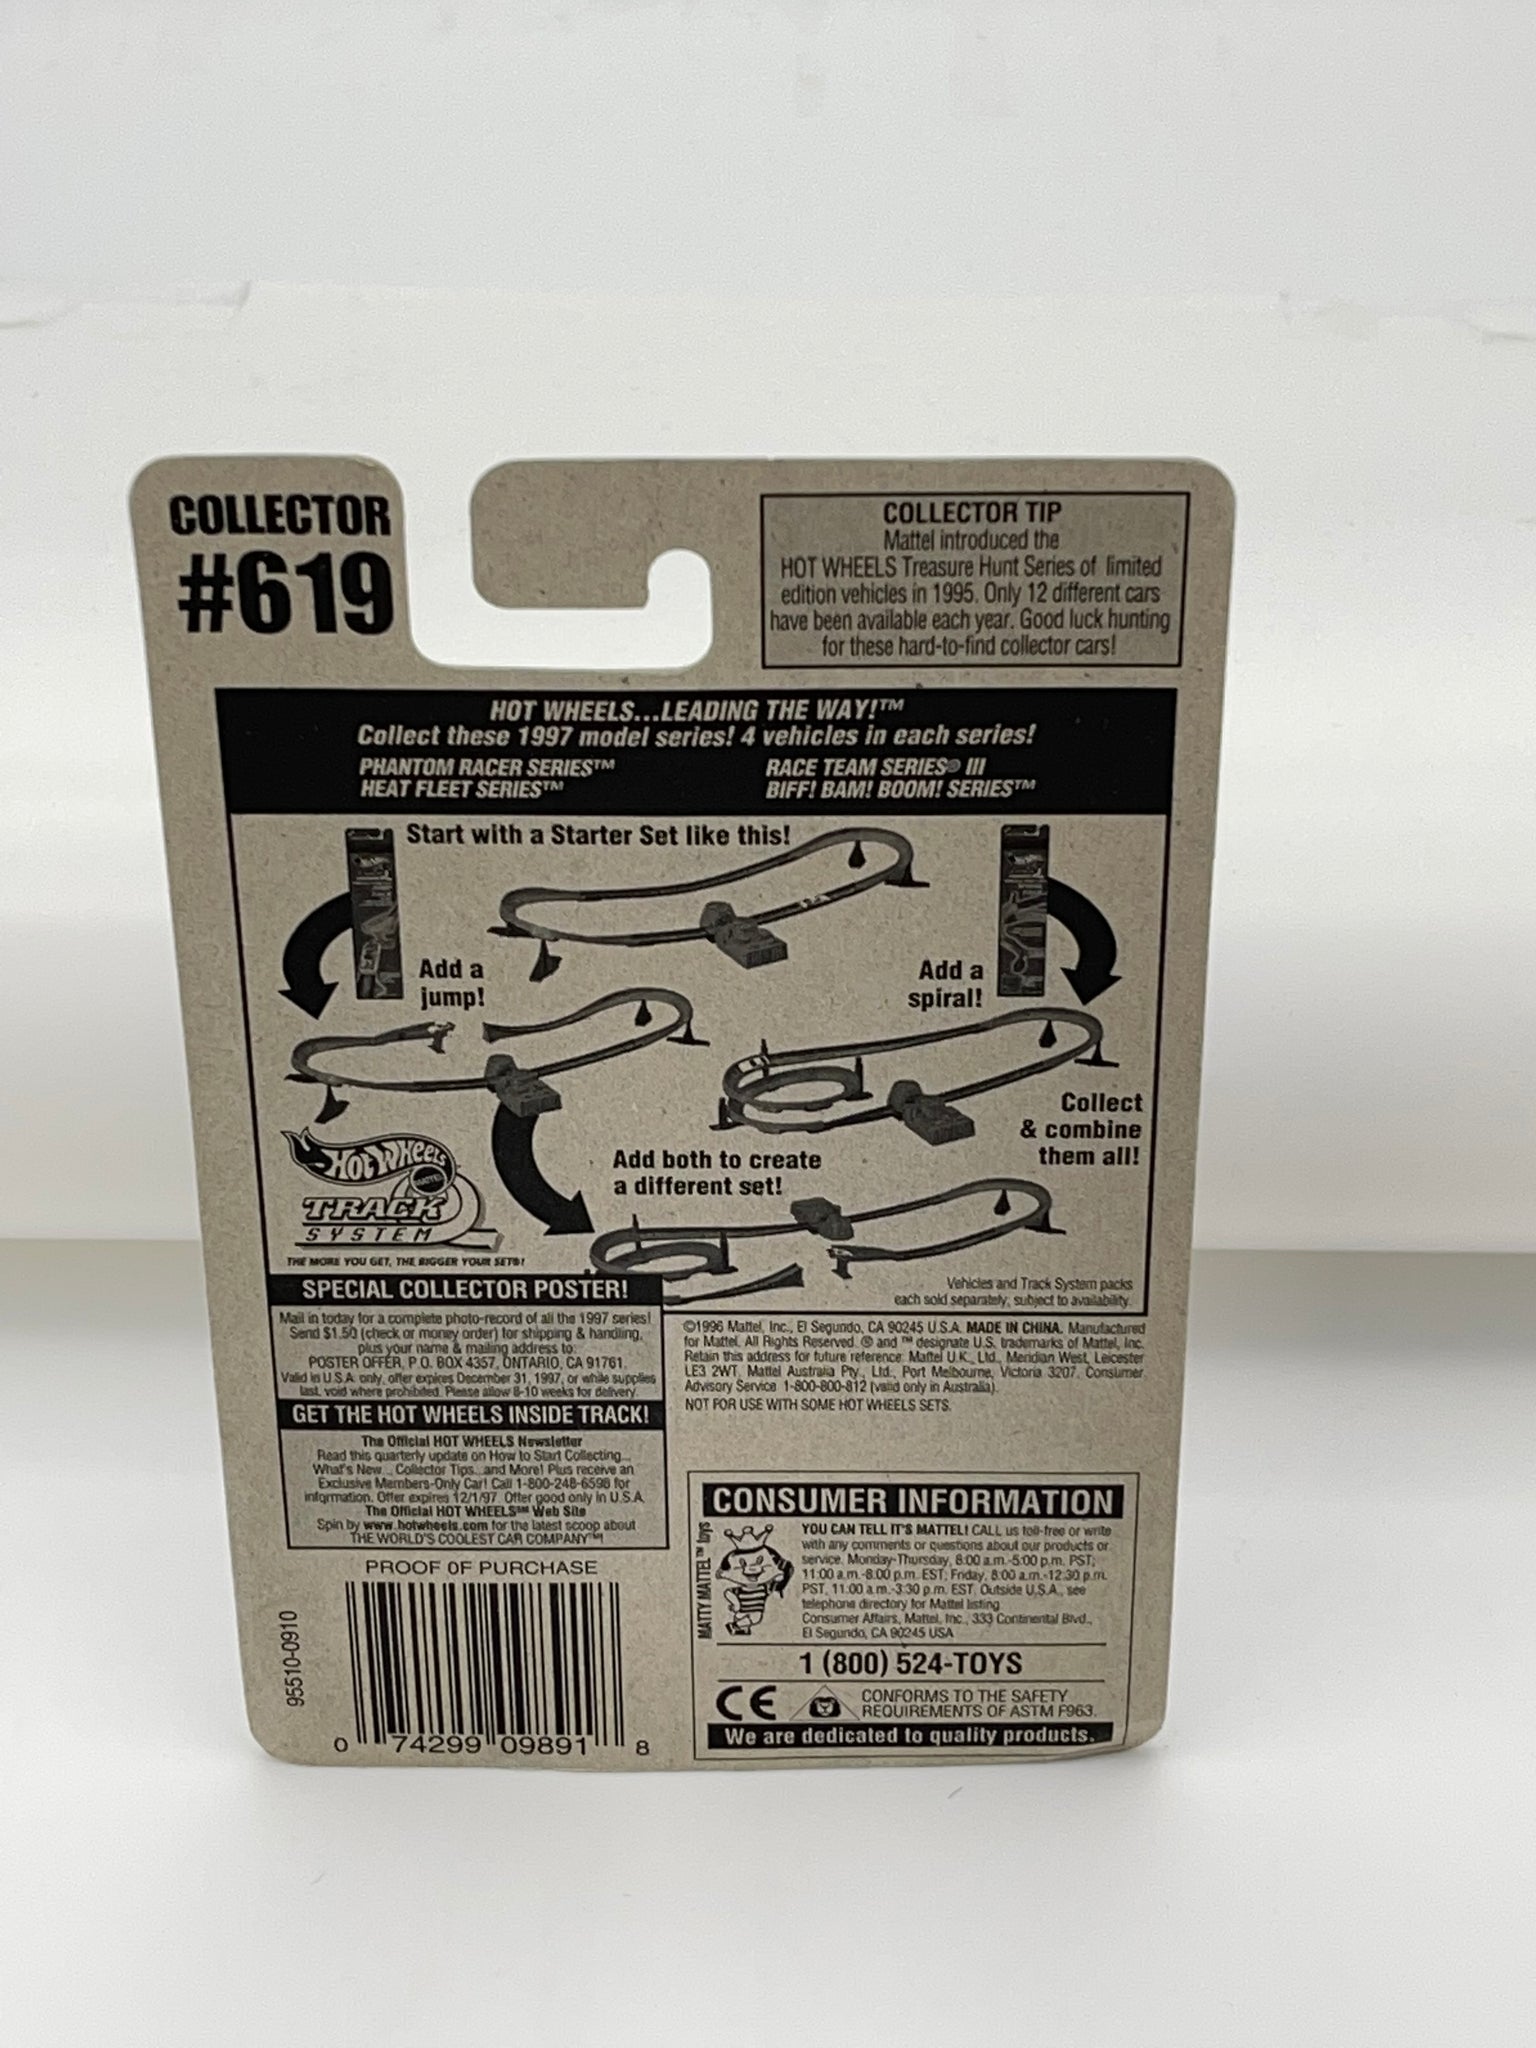 COLLECTOR
#619
COLLECTOR TIP
Mattel introduced the
HOT WHEELS Treasure Hunt Series of limited
edition vehicles in 1995. Only 12 different cars
have been available each year. Good luck hunting
for these hard-to-find collector cars!
HOT WHEELS...LEADING THE WAY!™
Collect these 1997 model series! 4 vehicles in each series!
PHANTOM RACER SERIES™
HEAT FLEET SERIES™
RACE TEAM SERIES® III
BIFF! BAM! BOOM! SERIES™
Start with a Starter Set like this!
Add a
jump!
Add a
spiral!
Collect
& combine
them all!
Add both to create
a different set!
HOT WHEELS
MATTEL
TRACK
SYSTEM
THE MORE YOU GET, THE BIGGER YOUR SETS!
Vehicles and Track System packs
each sold separately, subject to availability.
SPECIAL COLLECTOR POSTER!
Mail in today for a complete photo-record of all the 1997 series!
Send $1.50 (check or money order) for shipping & handling,
plus your name & mailing address to:
POSTER OFFER, P.O. BOX 4357, ONTARIO, CA 91761.
Valid in U.S.A. only, offer expires December 31, 1997, or while supplies
last, void where prohibited. Please allow 8-10 weeks for delivery.
GET THE HOT WHEELS INSIDE TRACK!
The Official HOT WHEELS Newsletter
Read this quarterly update on How to Start Collecting...
What's New... Collector Tips...and More! Plus receive an
Exclusive Members-Only Car! Call 1-800-248-6598 for
information. Offer expires 12/1/97. Offer good only in U.S.A.
The Official HOT WHEELS℠ Web Site
Spin by www.hotwheels.com for the latest scoop about
THE WORLD'S COOLEST CAR COMPANY™!
©1996 Mattel, Inc., El Segundo, CA 90245 U.S.A. MADE IN CHINA. Manufactured
for Mattel. All Rights Reserved. ® and ™ designate U.S. trademarks of Mattel, Inc.
Retain this address for future reference: Mattel U.K., Ltd., Meridian West, Leicester
LE3 2WT. Mattel Australia Pty., Ltd., Port Melbourne, Victoria 3207. Consumer
Advisory Service 1-800-800-812 (valid only in Australia).
NOT FOR USE WITH SOME HOT WHEELS SETS.
PROOF OF PURCHASE
95510-0910
0 74299 09891 8
CONSUMER INFORMATION
MATTY MATTEL™ toys
YOU CAN TELL IT'S MATTEL! CALL us toll-free or write
with any comments or questions about our products or
service. Monday-Thursday, 8:00 a.m.-5:00 p.m. PST;
11:00 a.m.-8:00 p.m. EST; Friday, 8:00 a.m.-12:30 p.m.
PST, 11:00 a.m.-3:30 p.m. EST. Outside U.S.A., see
telephone directory for Mattel listing.
Consumer Affairs, Mattel, Inc., 333 Continental Blvd.,
El Segundo, CA 90245 USA
1 (800) 524-TOYS
CE
CONFORMS TO THE SAFETY
REQUIREMENTS OF ASTM F963.
We are dedicated to quality products.